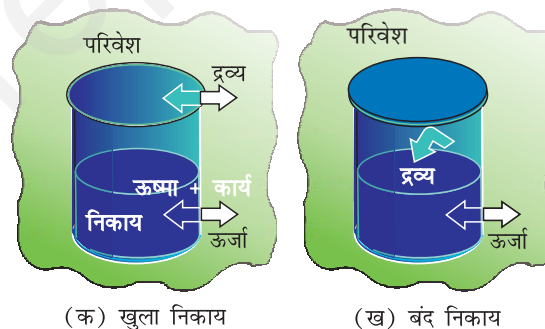 परिवेश
द्रव्य
ऊष्मा + कार्य
निकाय
ऊर्जा
(क) खुला निकाय
परिवेश
द्रव्य
ऊर्जा
(ख) बंद निकाय